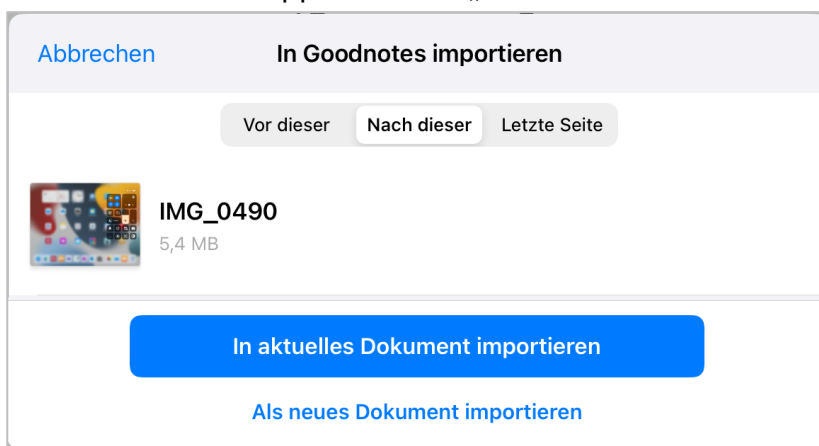 Abbrechen In Goodnotes importieren
Vor dieser Nach dieser Letzte Seite
IMG_0490
5,4 MB
In aktuelles Dokument importieren
Als neues Dokument importieren